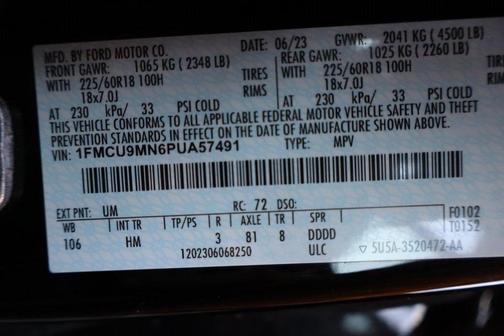 MFD. BY FORD MOTOR CO.
DATE: 06/23 GVWR: 2041 KG ( 4500 LB)
FRONT GAWR: 1065 KG ( 2348 LB) REAR GAWR: 1025 KG ( 2260 LB)
WITH 225/60R18 100H TIRES WITH 225/60R18 100H TIRES
18x7.0J RIMS 18x7.0J RIMS
AT 230 kPa/ 33 PSI COLD AT 230 kPa/ 33 PSI COLD
THIS VEHICLE CONFORMS TO ALL APPLICABLE FEDERAL MOTOR VEHICLE SAFETY AND THEFT
PREVENTION STANDARDS IN EFFECT ON THE DATE OF MANUFACTURE SHOWN ABOVE.
VIN: 1FMCU9MN6PUA57491 TYPE: MPV
EXT PNT: UM RC: 72 DSO: F0102
WB INT TR TP/PS R AXLE TR SPR T0152
106 HM 3 81 8 DDDD
1202306068250 ULC ▽ 5U5A-3520472-AA